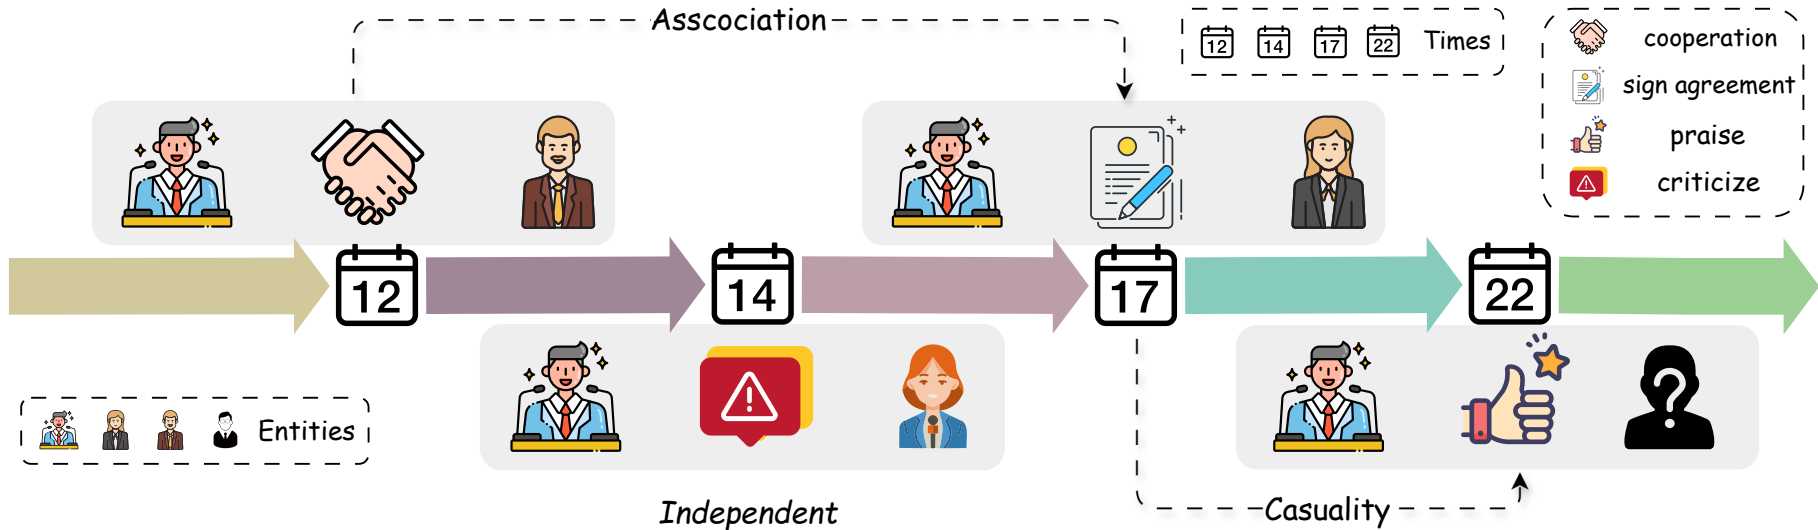 Asscociation
12 14 17 22 Times
cooperation
sign agreement
praise
criticize
12
14
17
22
?
Entities
Independent
Casuality